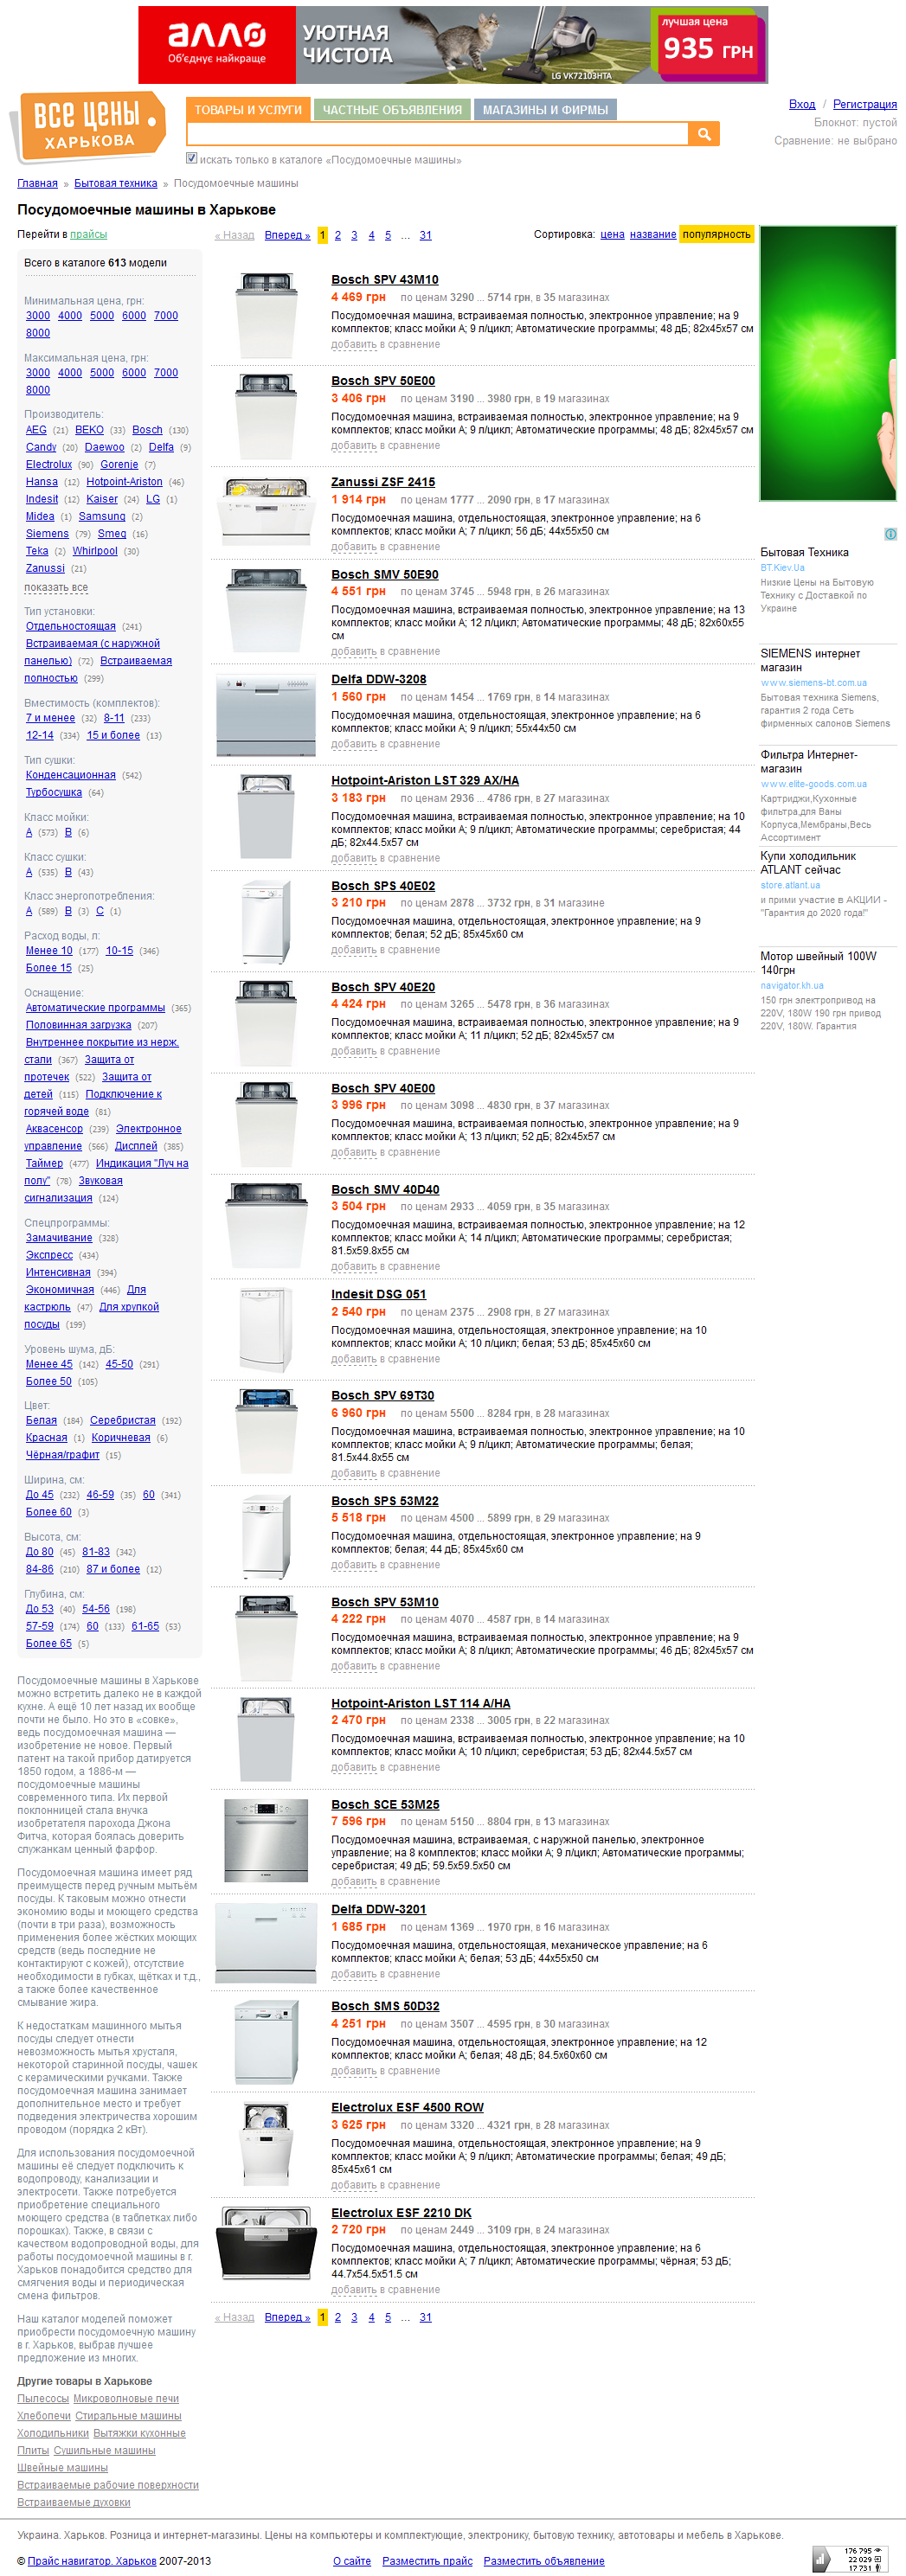 алло
Об'єднує найкраще
УЮТНАЯ
ЧИСТОТА
LG VK72103HTA
лучшая цена
935 ГРН
ВСЕ ЦЕНЫ
ХАРЬКОВА
ТОВАРЫ И УСЛУГИ
ЧАСТНЫЕ ОБЪЯВЛЕНИЯ
МАГАЗИНЫ И ФИРМЫ
искать только в каталоге «Посудомоечные машины»
Вход / Регистрация
Блокнот: пустой
Сравнение: не выбрано
Главная » Бытовая техника » Посудомоечные машины
Посудомоечные машины в Харькове
Перейти в прайсы
Всего в каталоге 613 модели
Минимальная цена, грн:
3000 4000 5000 6000 7000
8000
Максимальная цена, грн:
3000 4000 5000 6000 7000
8000
Производитель:
AEG (21) BEKO (33) Bosch (130)
Candy (20) Daewoo (2) Delfa (9)
Electrolux (90) Gorenje (7)
Hansa (12) Hotpoint-Ariston (46)
Indesit (12) Kaiser (24) LG (1)
Midea (1) Samsung (2)
Siemens (79) Smeg (16)
Teka (2) Whirlpool (30)
Zanussi (21)
показать все
Тип установки:
Отдельностоящая (241)
Встраиваемая (с наружной
панелью) (72) Встраиваемая
полностью (299)
Вместимость (комплектов):
7 и менее (32) 8-11 (233)
12-14 (334) 15 и более (13)
Тип сушки:
Конденсационная (542)
Турбосушка (64)
Класс мойки:
A (573) B (6)
Класс сушки:
A (535) B (43)
Класс энергопотребления:
A (589) B (3) C (1)
Расход воды, л:
Менее 10 (177) 10-15 (346)
Более 15 (25)
Оснащение:
Автоматические программы (365)
Половинная загрузка (207)
Внутреннее покрытие из нерж.
стали (367) Защита от
протечек (522) Защита от
детей (115) Подключение к
горячей воде (81)
Аквасенсор (239) Электронное
управление (566) Дисплей (385)
Таймер (477) Индикация "Луч на
полу" (78) Звуковая
сигнализация (124)
Спецпрограммы:
Замачивание (328)
Экспресс (434)
Интенсивная (394)
Экономичная (446) Для
кастрюль (47) Для хрупкой
посуды (199)
Уровень шума, дБ:
Менее 45 (142) 45-50 (291)
Более 50 (105)
Цвет:
Белая (184) Серебристая (192)
Красная (1) Коричневая (6)
Чёрная/графит (15)
Ширина, см:
До 45 (232) 46-59 (35) 60 (341)
Более 60 (3)
Высота, см:
До 80 (45) 81-83 (342)
84-86 (210) 87 и более (12)
Глубина, см:
До 53 (40) 54-56 (198)
57-59 (174) 60 (133) 61-65 (53)
Более 65 (5)
Посудомоечные машины в Харькове
можно встретить далеко не в каждой
кухне. А ещё 10 лет назад их вообще
почти не было. Но это в «совке»,
ведь посудомоечная машина —
изобретение не новое. Первый
патент на такой прибор датируется
1850 годом, а 1886-м —
посудомоечные машины
современного типа. Их первой
поклонницей стала внучка
изобретателя парохода Джона
Фитча, которая боялась доверить
служанкам ценный фарфор.
Посудомоечная машина имеет ряд
преимуществ перед ручным мытьём
посуды. К таковым можно отнести
экономию воды и моющего средства
(почти в три раза), возможность
применения более жёстких моющих
средств (ведь последние не
контактируют с кожей), отсутствие
необходимости в губках, щётках и т.д.,
а также более качественное
смывание жира.
К недостаткам машинного мытья
посуды следует отнести
невозможность мытья хрусталя,
некоторой старинной посуды, чашек
с керамическими ручками. Также
посудомоечная машина занимает
дополнительное место и требует
подведения электричества хорошим
проводом (порядка 2 кВт).
Для использования посудомоечной
машины её следует подключить к
водопроводу, канализации и
электросети. Также потребуется
приобретение специального
моющего средства (в таблетках либо
порошках). Также, в связи с
качеством водопроводной воды, для
работы посудомоечной машины в г.
Харьков понадобится средство для
смягчения воды и периодическая
смена фильтров.
Наш каталог моделей поможет
приобрести посудомоечную машину
в г. Харьков, выбрав лучшее
предложение из многих.
Другие товары в Харькове
Пылесосы Микроволновые печи
Хлебопечи Стиральные машины
Холодильники Вытяжки кухонные
Плиты Сушильные машины
Швейные машины
Встраиваемые рабочие поверхности
Встраиваемые духовки
« Назад Вперед » 1 2 3 4 5 ... 31
Сортировка: цена название популярность
Bosch SPV 43M10
4 469 грн по ценам 3290 ... 5714 грн, в 35 магазинах
Посудомоечная машина, встраиваемая полностью, электронное управление; на 9
комплектов; класс мойки A; 9 л/цикл; Автоматические программы; 48 дБ; 82x45x57 см
добавить в сравнение
Bosch SPV 50E00
3 406 грн по ценам 3190 ... 3980 грн, в 19 магазинах
Посудомоечная машина, встраиваемая полностью, электронное управление; на 9
комплектов; класс мойки A; 9 л/цикл; Автоматические программы; 48 дБ; 82x45x57 см
добавить в сравнение
Zanussi ZSF 2415
1 914 грн по ценам 1777 ... 2090 грн, в 17 магазинах
Посудомоечная машина, отдельностоящая, электронное управление; на 6
комплектов; класс мойки A; 7 л/цикл; 56 дБ; 44x55x50 см
добавить в сравнение
Bosch SMV 50E90
4 551 грн по ценам 3745 ... 5948 грн, в 26 магазинах
Посудомоечная машина, встраиваемая полностью, электронное управление; на 13
комплектов; класс мойки A; 12 л/цикл; Автоматические программы; 48 дБ; 82x60x55
см
добавить в сравнение
Delfa DDW-3208
1 560 грн по ценам 1454 ... 1769 грн, в 14 магазинах
Посудомоечная машина, отдельностоящая, электронное управление; на 6
комплектов; класс мойки A; 9 л/цикл; 55x44x50 см
добавить в сравнение
Hotpoint-Ariston LST 329 AX/HA
3 183 грн по ценам 2936 ... 4786 грн, в 27 магазинах
Посудомоечная машина, встраиваемая полностью, электронное управление; на 10
комплектов; класс мойки A; 9 л/цикл; Автоматические программы; серебристая; 44
дБ; 82x44.5x57 см
добавить в сравнение
Bosch SPS 40E02
3 210 грн по ценам 2878 ... 3732 грн, в 31 магазине
Посудомоечная машина, отдельностоящая, электронное управление; на 9
комплектов; белая; 52 дБ; 85x45x60 см
добавить в сравнение
Bosch SPV 40E20
4 424 грн по ценам 3265 ... 5478 грн, в 36 магазинах
Посудомоечная машина, встраиваемая полностью, электронное управление; на 9
комплектов; класс мойки A; 11 л/цикл; 52 дБ; 82x45x57 см
добавить в сравнение
Bosch SPV 40E00
3 996 грн по ценам 3098 ... 4830 грн, в 37 магазинах
Посудомоечная машина, встраиваемая полностью, электронное управление; на 9
комплектов; класс мойки A; 13 л/цикл; 52 дБ; 82x45x57 см
добавить в сравнение
Bosch SMV 40D40
3 504 грн по ценам 2933 ... 4059 грн, в 35 магазинах
Посудомоечная машина, встраиваемая полностью, электронное управление; на 12
комплектов; класс мойки A; 14 л/цикл; Автоматические программы; серебристая;
81.5x59.8x55 см
добавить в сравнение
Indesit DSG 051
2 540 грн по ценам 2375 ... 2908 грн, в 27 магазинах
Посудомоечная машина, отдельностоящая, электронное управление; на 10
комплектов; класс мойки A; 10 л/цикл; белая; 53 дБ; 85x45x60 см
добавить в сравнение
Bosch SPV 69T30
6 960 грн по ценам 5500 ... 8284 грн, в 28 магазинах
Посудомоечная машина, встраиваемая полностью, электронное управление; на 10
комплектов; класс мойки A; 9 л/цикл; Автоматические программы; белая;
81.5x44.8x55 см
добавить в сравнение
Bosch SPS 53M22
5 518 грн по ценам 4500 ... 5899 грн, в 29 магазинах
Посудомоечная машина, отдельностоящая, электронное управление; на 9
комплектов; белая; 44 дБ; 85x45x60 см
добавить в сравнение
Bosch SPV 53M10
4 222 грн по ценам 4070 ... 4587 грн, в 14 магазинах
Посудомоечная машина, встраиваемая полностью, электронное управление; на 9
комплектов; класс мойки A; 8 л/цикл; Автоматические программы; 46 дБ; 82x45x57 см
добавить в сравнение
Hotpoint-Ariston LST 114 A/HA
2 470 грн по ценам 2338 ... 3005 грн, в 22 магазинах
Посудомоечная машина, встраиваемая полностью, электронное управление; на 10
комплектов; класс мойки A; 10 л/цикл; серебристая; 53 дБ; 82x44.5x57 см
добавить в сравнение
Bosch SCE 53M25
7 596 грн по ценам 5150 ... 8804 грн, в 13 магазинах
Посудомоечная машина, встраиваемая, с наружной панелью, электронное
управление; на 8 комплектов; класс мойки A; 9 л/цикл; Автоматические программы;
серебристая; 49 дБ; 59.5x59.5x50 см
добавить в сравнение
Delfa DDW-3201
1 685 грн по ценам 1369 ... 1970 грн, в 16 магазинах
Посудомоечная машина, отдельностоящая, механическое управление; на 6
комплектов; класс мойки A; белая; 53 дБ; 44x55x50 см
добавить в сравнение
Bosch SMS 50D32
4 251 грн по ценам 3507 ... 4595 грн, в 30 магазинах
Посудомоечная машина, отдельностоящая, электронное управление; на 12
комплектов; класс мойки A; белая; 48 дБ; 84.5x60x60 см
добавить в сравнение
Electrolux ESF 4500 ROW
3 625 грн по ценам 3320 ... 4321 грн, в 28 магазинах
Посудомоечная машина, отдельностоящая, электронное управление; на 9
комплектов; класс мойки A; 9 л/цикл; Автоматические программы; белая; 49 дБ;
85x45x61 см
добавить в сравнение
Electrolux ESF 2210 DK
2 720 грн по ценам 2449 ... 3109 грн, в 24 магазинах
Посудомоечная машина, отдельностоящая, электронное управление; на 6
комплектов; класс мойки A; 7 л/цикл; Автоматические программы; чёрная; 53 дБ;
44.7x54.5x51.5 см
добавить в сравнение
« Назад Вперед » 1 2 3 4 5 ... 31
Бытовая Техника
BT.Kiev.Ua
Низкие Цены на Бытовую
Технику с Доставкой по
Украине
SIEMENS интернет
магазин
www.siemens-bt.com.ua
Бытовая техника Siemens,
гарантия 2 года Сеть
фирменных салонов Siemens
Фильтра Интернет-
магазин
www.elite-goods.com.ua
Картриджи,Кухонные
фильтра,для Ваны
Корпуса,Мембраны,Весь
Ассортимент
Купи холодильник
ATLANT сейчас
store.atlant.ua
и прими участие в АКЦИИ -
"Гарантия до 2020 года!"
Мотор швейный 100W
140грн
navigator.kh.ua
150 грн электропривод на
220V, 180W 190 грн привод
220V, 180W. Гарантия
Украина. Харьков. Розница и интернет-магазины. Цены на компьютеры и комплектующие, электронику, бытовую технику, автотовары и мебель в Харькове.
© Прайс навигатор. Харьков 2007-2013
О сайте Разместить прайс Разместить объявление
176 795
22 029
17 731